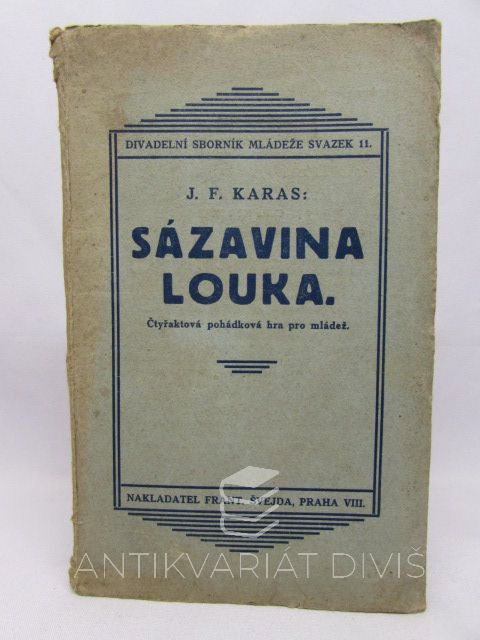 DIVADELNÍ SBORNÍK MLÁDEŽE SVAZEK 11.
J. F. KARAS:
SÁZAVINA
LOUKA.
Čtyřaktová pohádková hra pro mládež.
NAKLADATEL FRANT. ŠVEJDA, PRAHA VIII.
ANTIKVARIÁT DIVIŠ